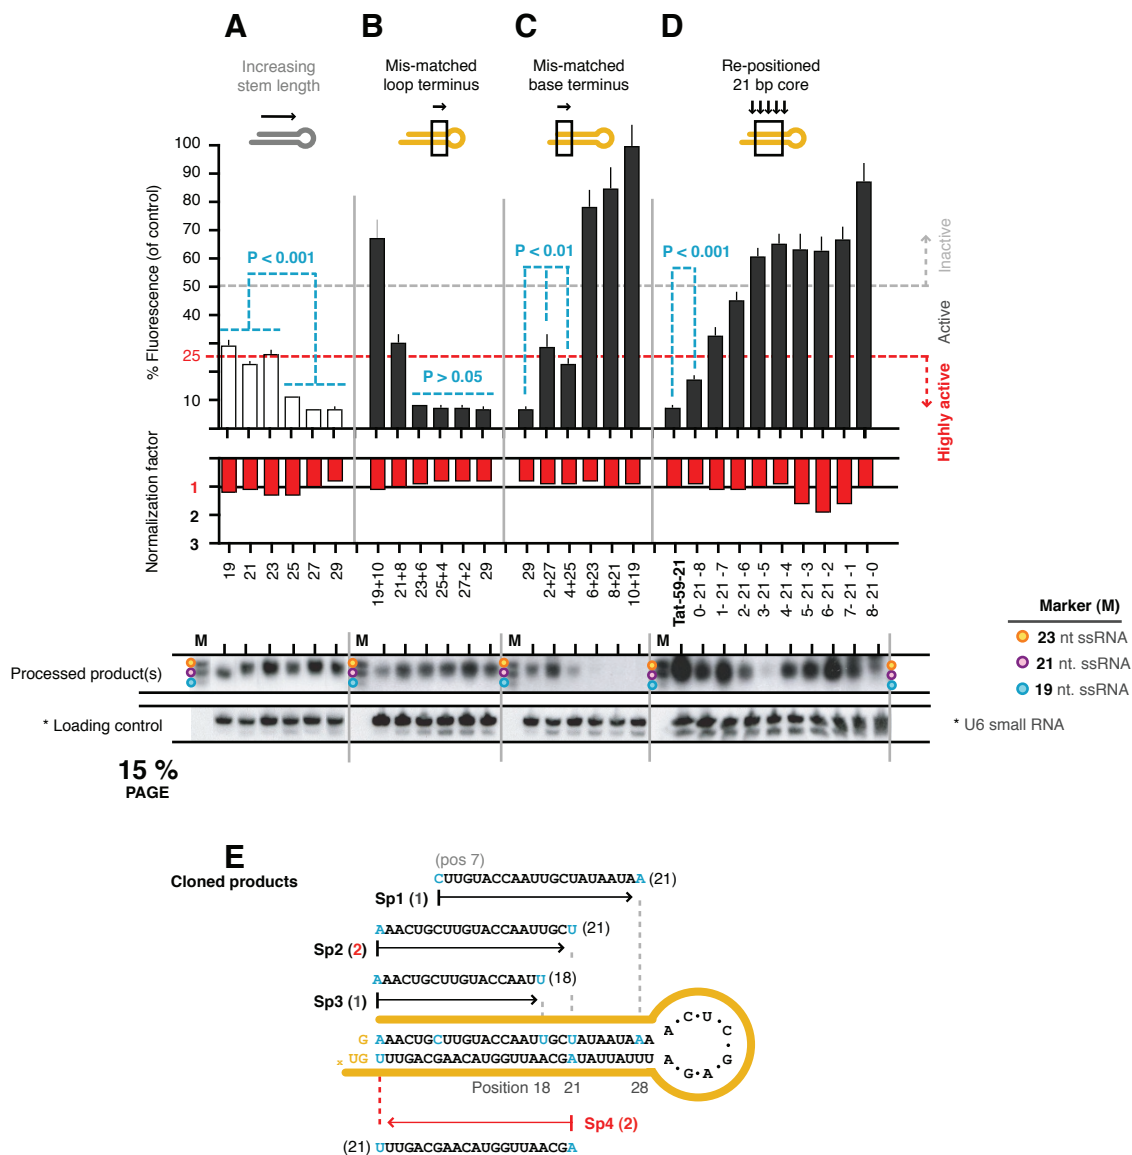 A
B
C
D
Increasing
stem length
Mis-matched
loop terminus
Mis-matched
base terminus
Re-positioned
21 bp core
% Fluorescence (of control)
100
90
80
70
60
50
40
25
10
P < 0.001
P > 0.05
P < 0.01
P < 0.001
Inactive
Active
Highly active
Normalization factor
1
2
3
19
21
23
25
27
29
19+10
21+8
23+6
25+4
27+2
29
29
2+27
4+25
6+23
8+21
10+19
Tat-59-21
0- 21 -8
1- 21 -7
2- 21 -6
3- 21 -5
4- 21 -4
5- 21 -3
6- 21 -2
7- 21 -1
8- 21 -0
Marker (M)
23 nt ssRNA
21 nt. ssRNA
19 nt. ssRNA
M
M
M
M
Processed product(s)
* Loading control
* U6 small RNA
15 %
PAGE
E
Cloned products
(pos 7)
CUUGUACCAAUUGCUAUAAUAA (21)
Sp1 (1)
AAACUGCUUGUACCAAUUGCU (21)
Sp2 (2)
AAACUGCUUGUACCAAUU (18)
Sp3 (1)
G AAACUGCUUGUACCAAUUGCUAUAAUAAA
x UG UUUGACGAACAUGGUUAACGAUAUUAUUU
A C U C G A G A
Position 18 21 28
Sp4 (2)
(21) UUUGACGAACAUGGUUAACGA